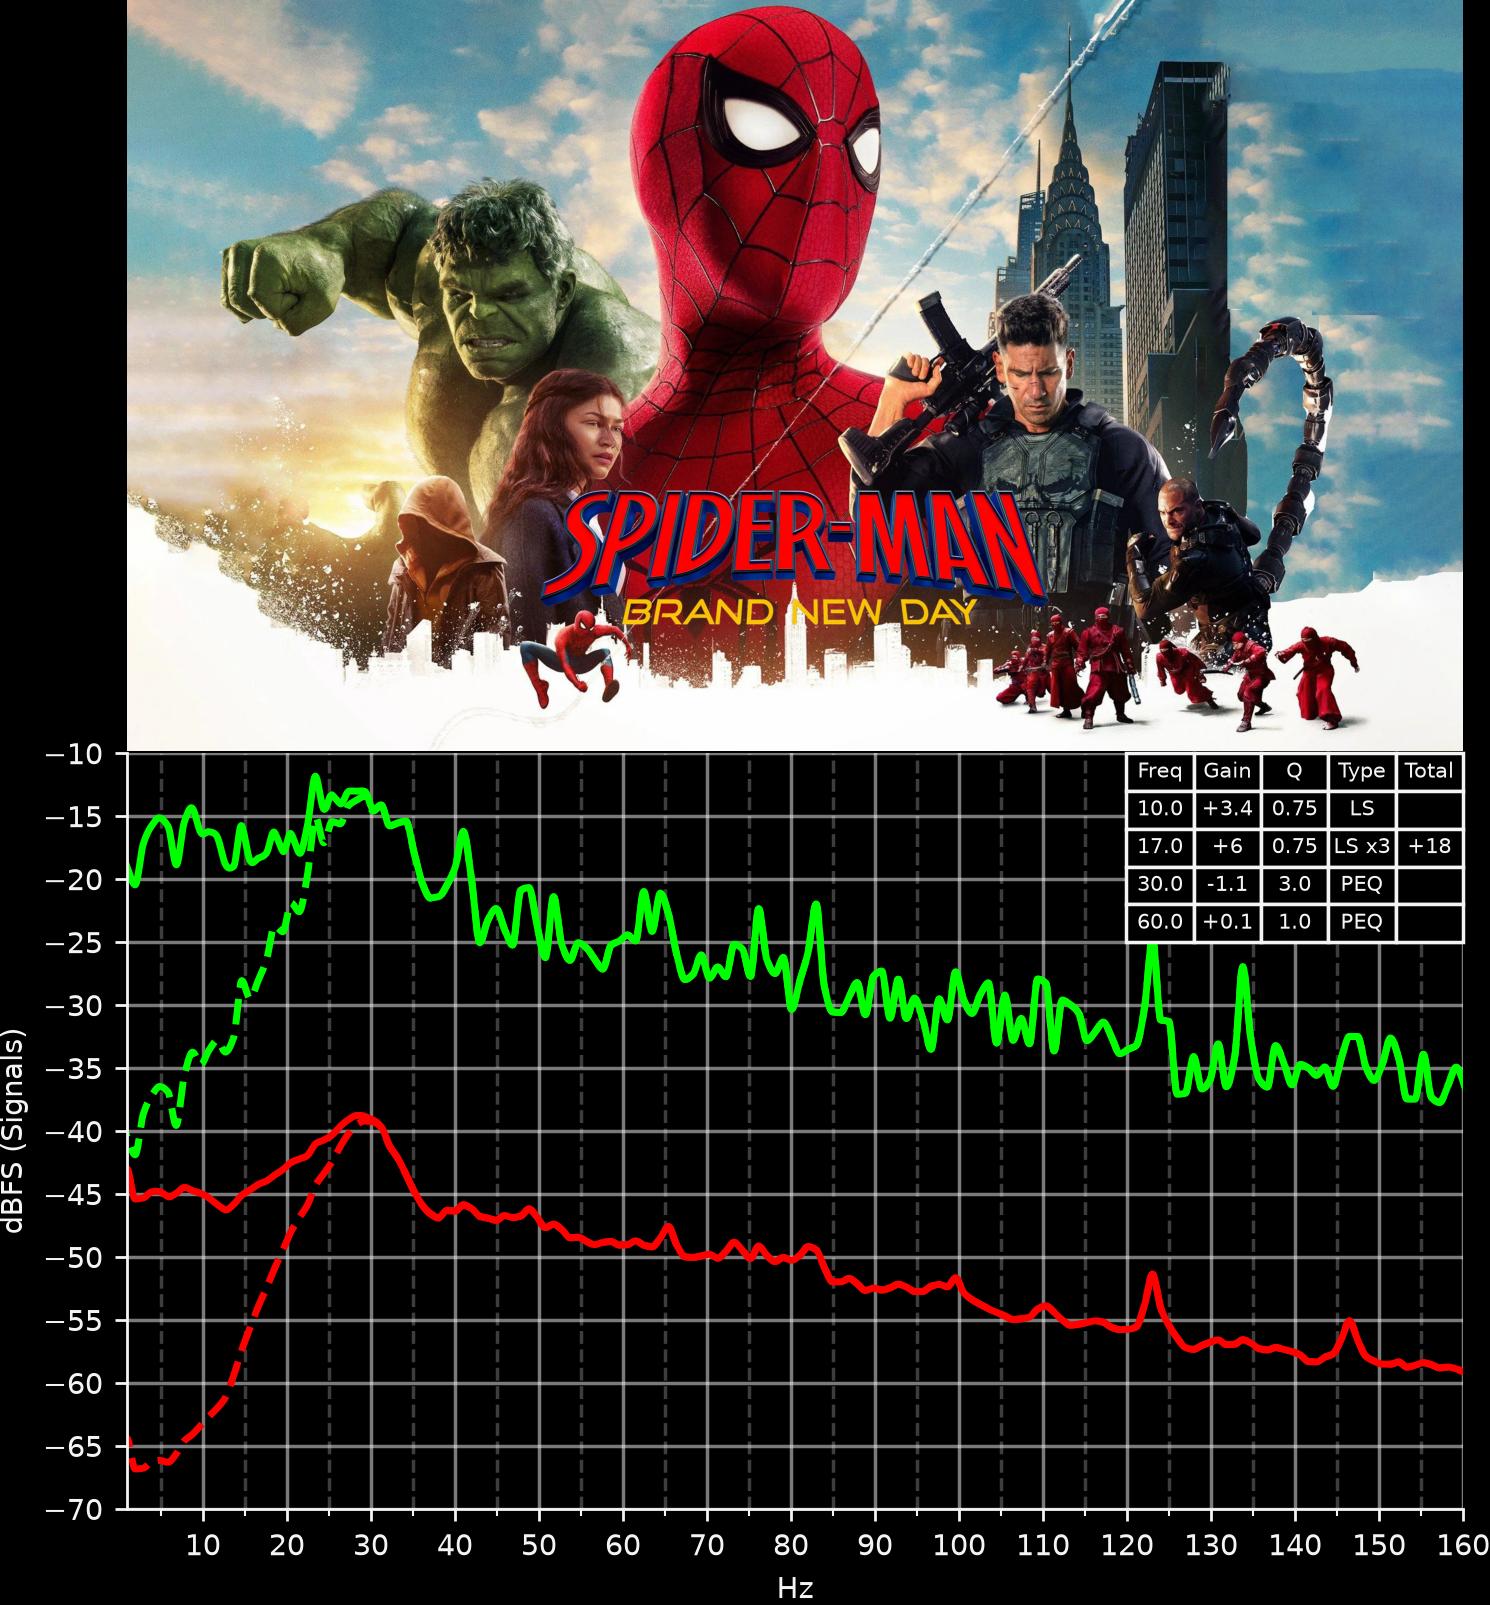 SPIDER-MAN
BRAND NEW DAY
Freq Gain Q Type Total
10.0 +3.4 0.75 LS
17.0 +6 0.75 LS x3 +18
30.0 -1.1 3.0 PEQ
60.0 +0.1 1.0 PEQ
−10
−15
−20
−25
−30
−35
−40
−45
−50
−55
−60
−65
−70
dBFS (Signals)
10 20 30 40 50 60 70 80 90 100 110 120 130 140 150 160
Hz